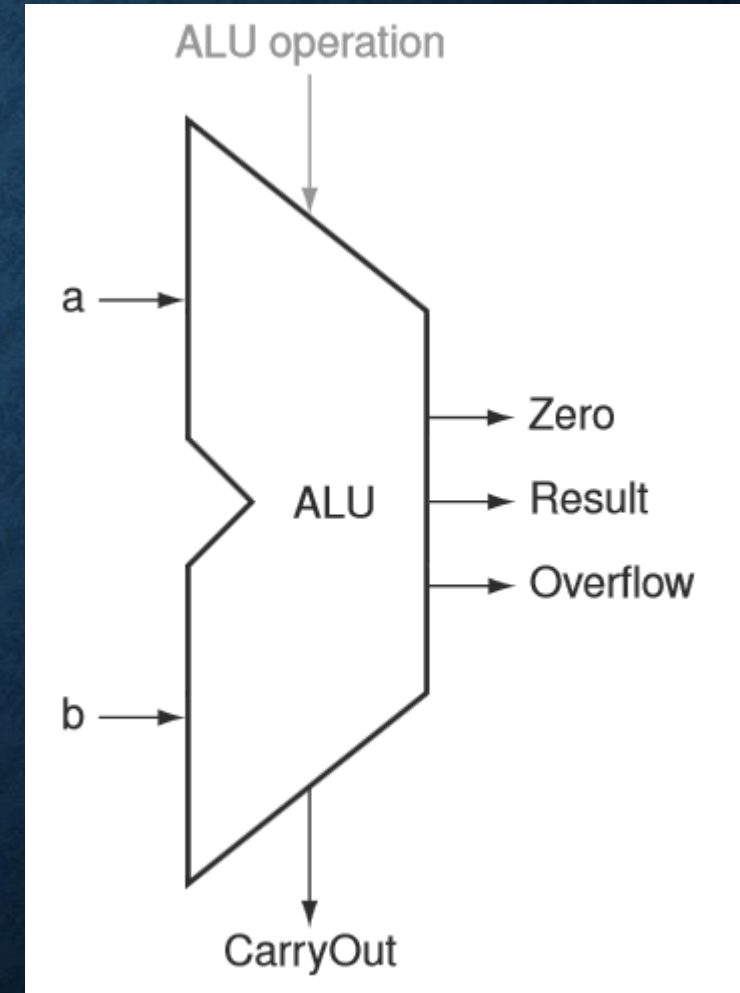 ALU operation
a
Zero
ALU
Result
Overflow
b
CarryOut